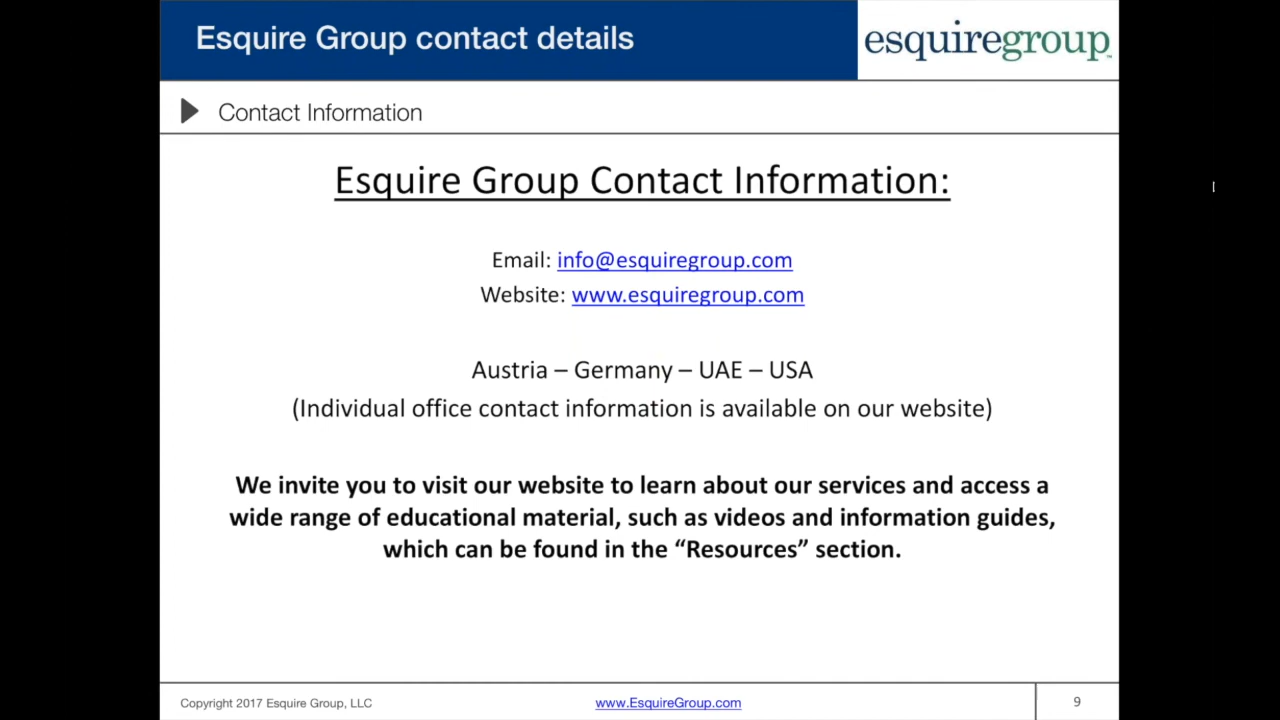 Esquire Group contact details
esquiregroup™
Contact Information
Esquire Group Contact Information:
Email: info@esquiregroup.com
Website: www.esquiregroup.com
Austria – Germany – UAE – USA
(Individual office contact information is available on our website)
We invite you to visit our website to learn about our services and access a
wide range of educational material, such as videos and information guides,
which can be found in the “Resources” section.
Copyright 2017 Esquire Group, LLC
www.EsquireGroup.com
9